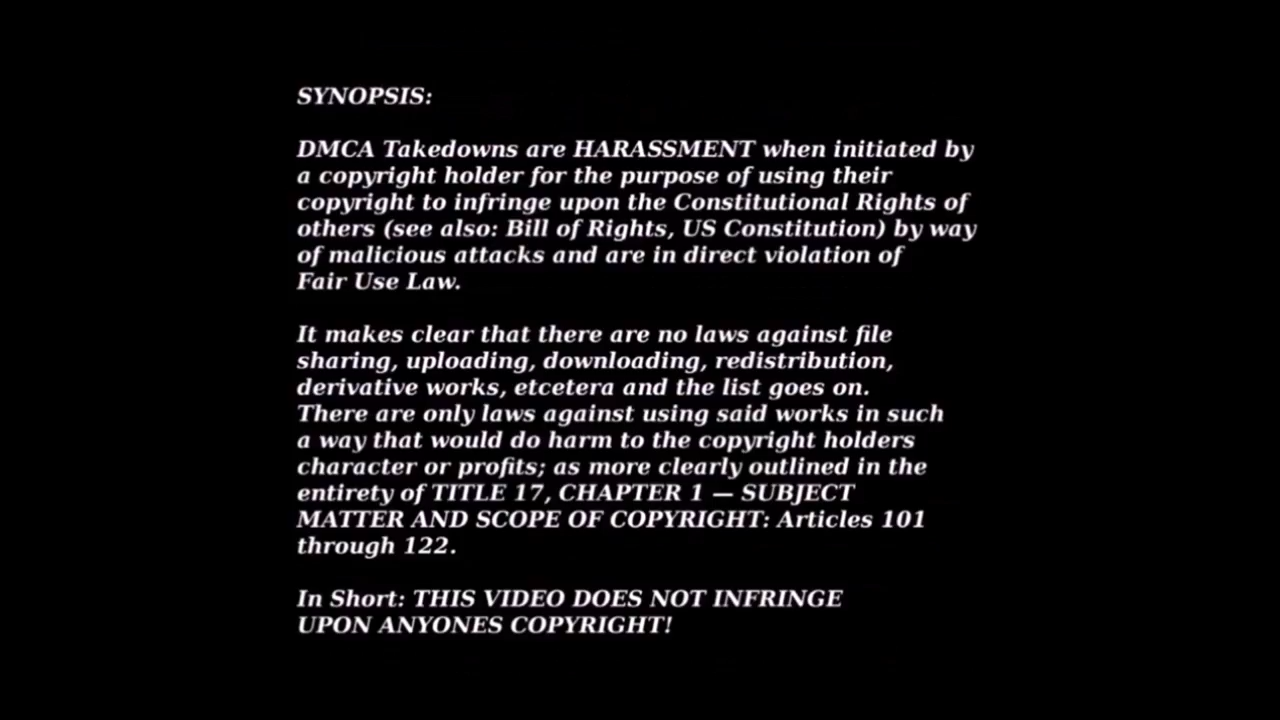 SYNOPSIS:
DMCA Takedowns are HARASSMENT when initiated by
a copyright holder for the purpose of using their
copyright to infringe upon the Constitutional Rights of
others (see also: Bill of Rights, US Constitution) by way
of malicious attacks and are in direct violation of
Fair Use Law.
It makes clear that there are no laws against file
sharing, uploading, downloading, redistribution,
derivative works, etcetera and the list goes on.
There are only laws against using said works in such
a way that would do harm to the copyright holders
character or profits; as more clearly outlined in the
entirety of TITLE 17, CHAPTER 1 — SUBJECT
MATTER AND SCOPE OF COPYRIGHT: Articles 101
through 122.
In Short: THIS VIDEO DOES NOT INFRINGE
UPON ANYONES COPYRIGHT!